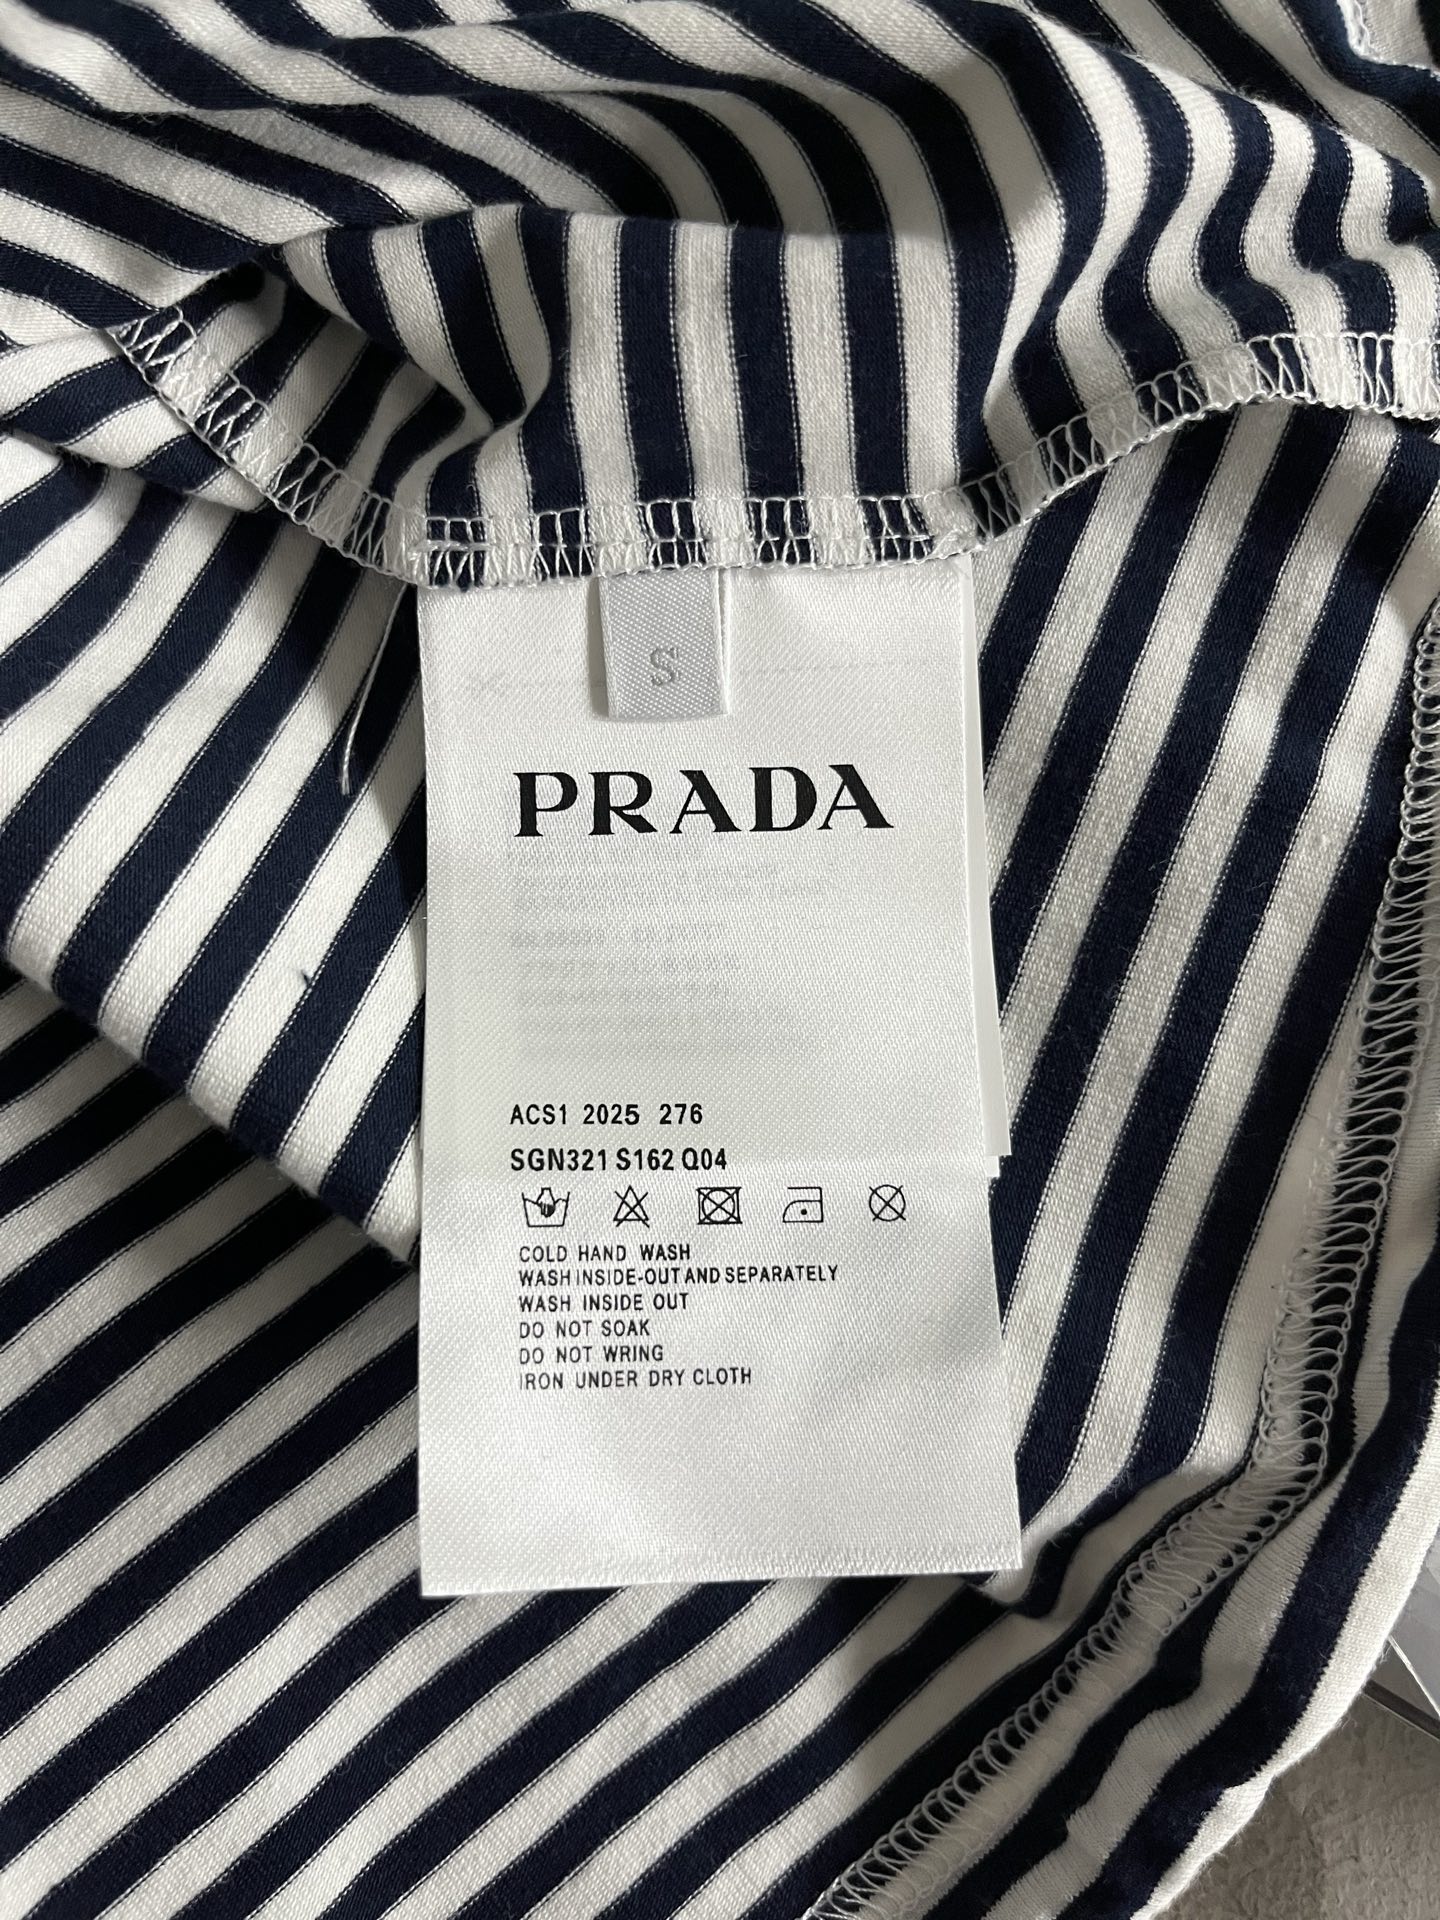 S
PRADA
ACS1 2025 276
SGN321 S162 Q04
COLD HAND WASH
WASH INSIDE-OUT AND SEPARATELY
WASH INSIDE OUT
DO NOT SOAK
DO NOT WRING
IRON UNDER DRY CLOTH